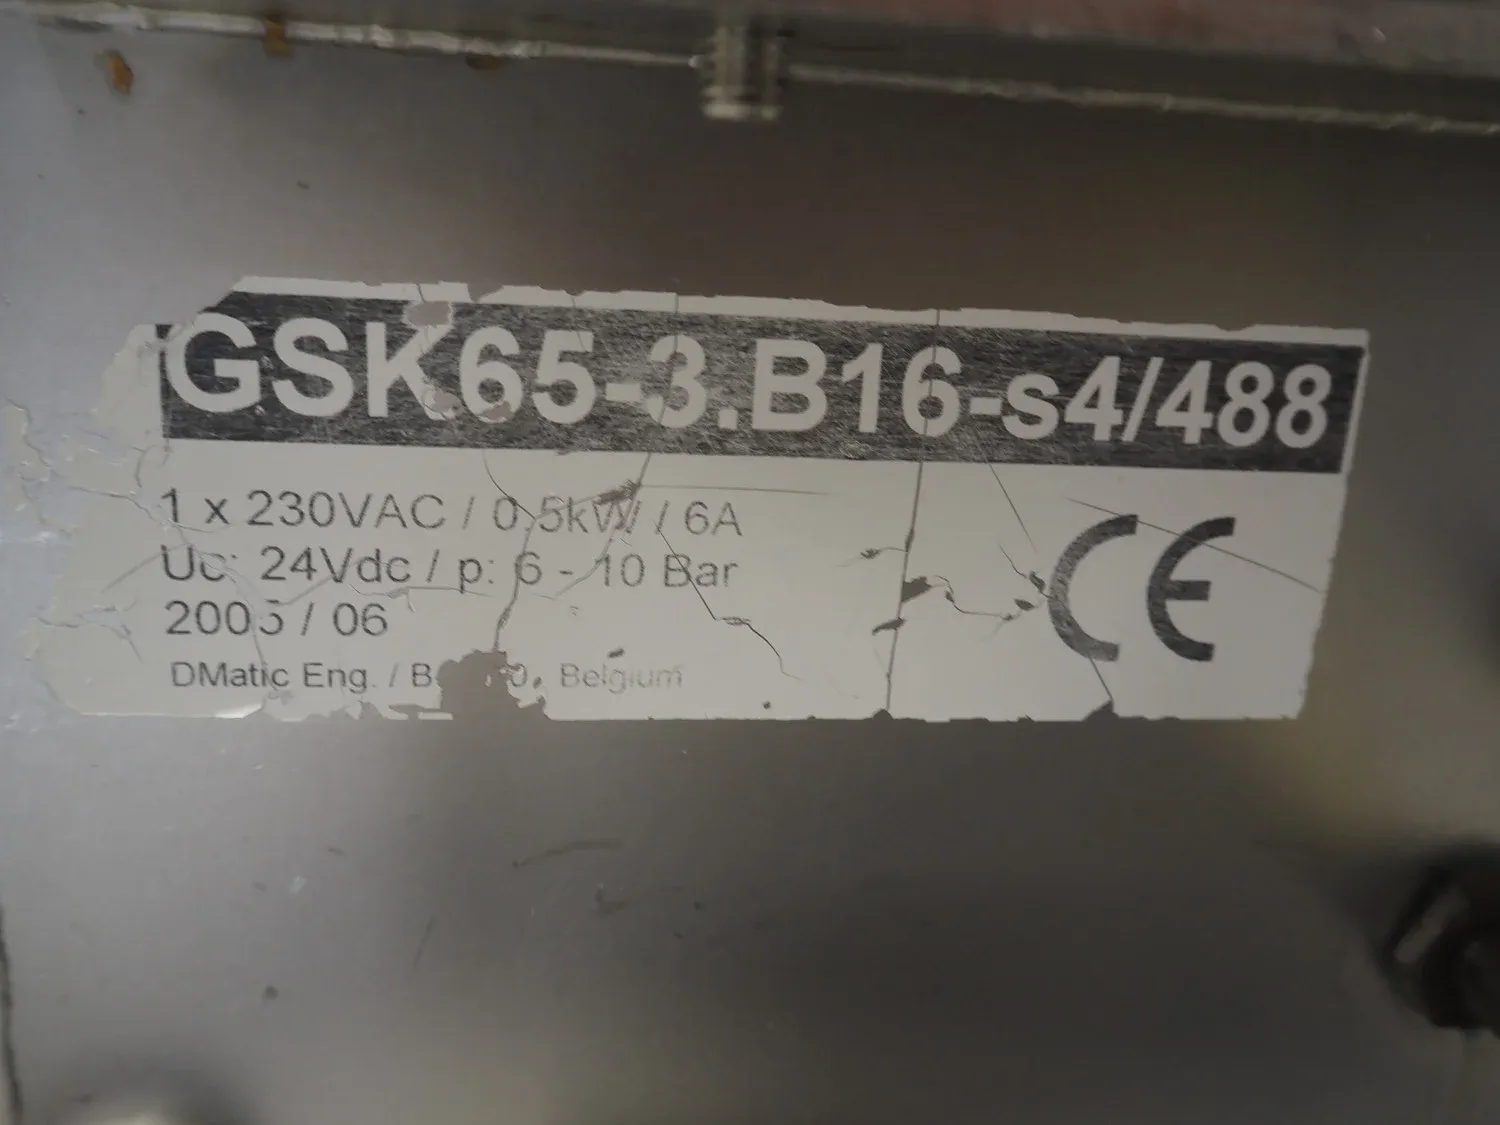 GSK65-3.B16-s4/488
1 x 230VAC / 0.5kW / 6A
Uc: 24Vdc / p: 6 - 10 Bar
2005 / 06
DMatic Eng. / Belgium
CE